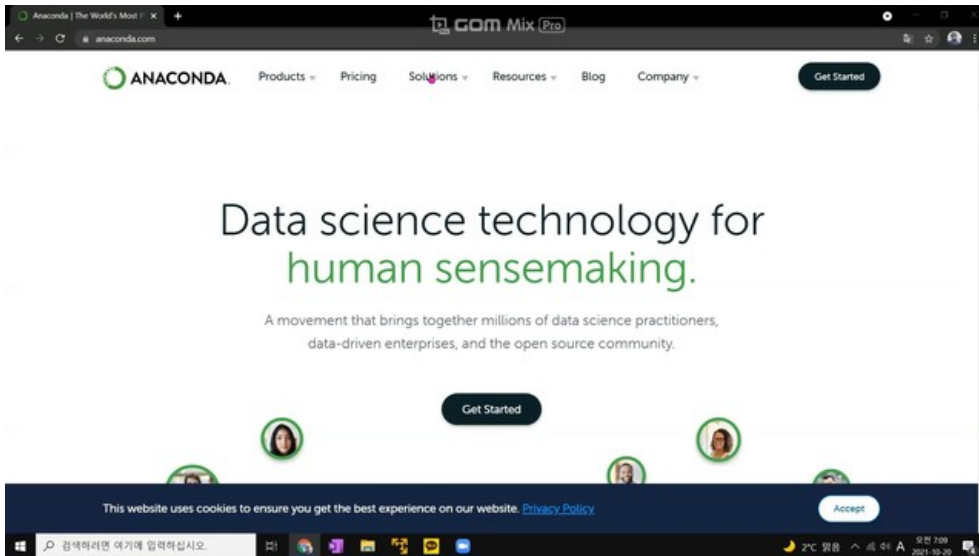 Anaconda | The World's Most
GOM Mix Pro
anaconda.com
ANACONDA.
Products
Pricing
Solutions
Resources
Blog
Company
Get Started
Data science technology for
human sensemaking.
A movement that brings together millions of data science practitioners,
data-driven enterprises, and the open source community.
Get Started
This website uses cookies to ensure you get the best experience on our website. Privacy Policy
Accept
검색하려면 여기에 입력하십시오.
2°C 맑음
A
오전 7:09
2021-10-20